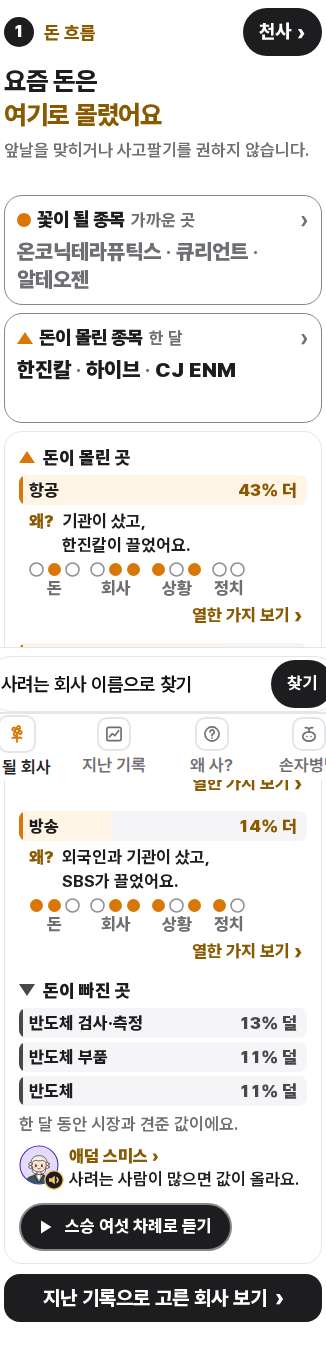 1 돈 흐름
천사 ›
요즘 돈은
여기로 몰렸어요
앞날을 맞히거나 사고팔기를 권하지 않습니다.
꽃이 될 종목 가까운 곳 ›
온코닉테라퓨틱스 · 큐리언트 ·
알테오젠
돈이 몰린 종목 한 달 ›
한진칼 · 하이브 · CJ ENM
돈이 몰린 곳
항공 43% 더
왜? 기관이 샀고,
한진칼이 끌었어요.
돈 회사 상황 정치
열한 가지 보기 ›
사려는 회사 이름으로 찾기 찾기
될 회사 지난 기록 왜 사? 손자병
열한 가지 보기 ›
방송 14% 더
왜? 외국인과 기관이 샀고,
SBS가 끌었어요.
돈 회사 상황 정치
열한 가지 보기 ›
돈이 빠진 곳
반도체 검사·측정 13% 덜
반도체 부품 11% 덜
반도체 11% 덜
한 달 동안 시장과 견준 값이에요.
애덤 스미스 ›
사려는 사람이 많으면 값이 올라요.
스승 여섯 차례로 듣기
지난 기록으로 고른 회사 보기 ›